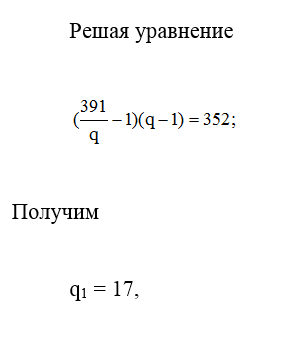 Решая уравнение
(391/q − 1)(q − 1) = 352;
Получим
q₁ = 17,